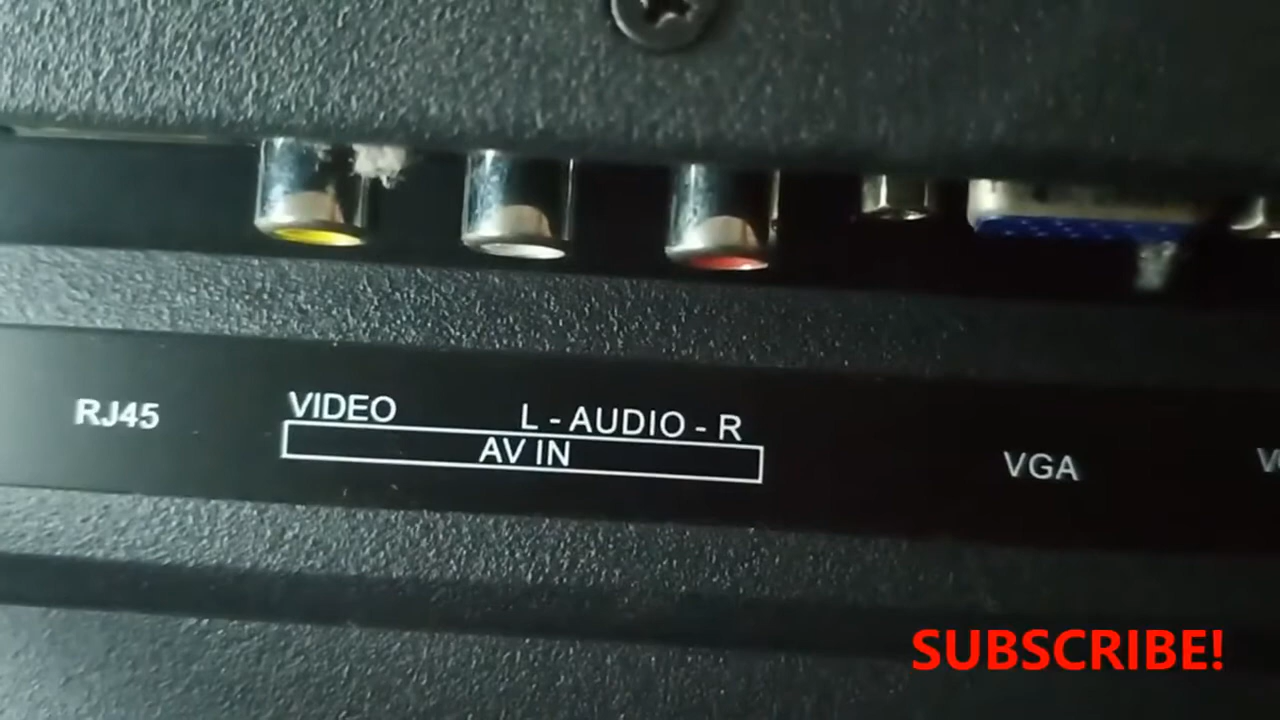 RJ45
VIDEO
L - AUDIO - R
AV IN
VGA
SUBSCRIBE!